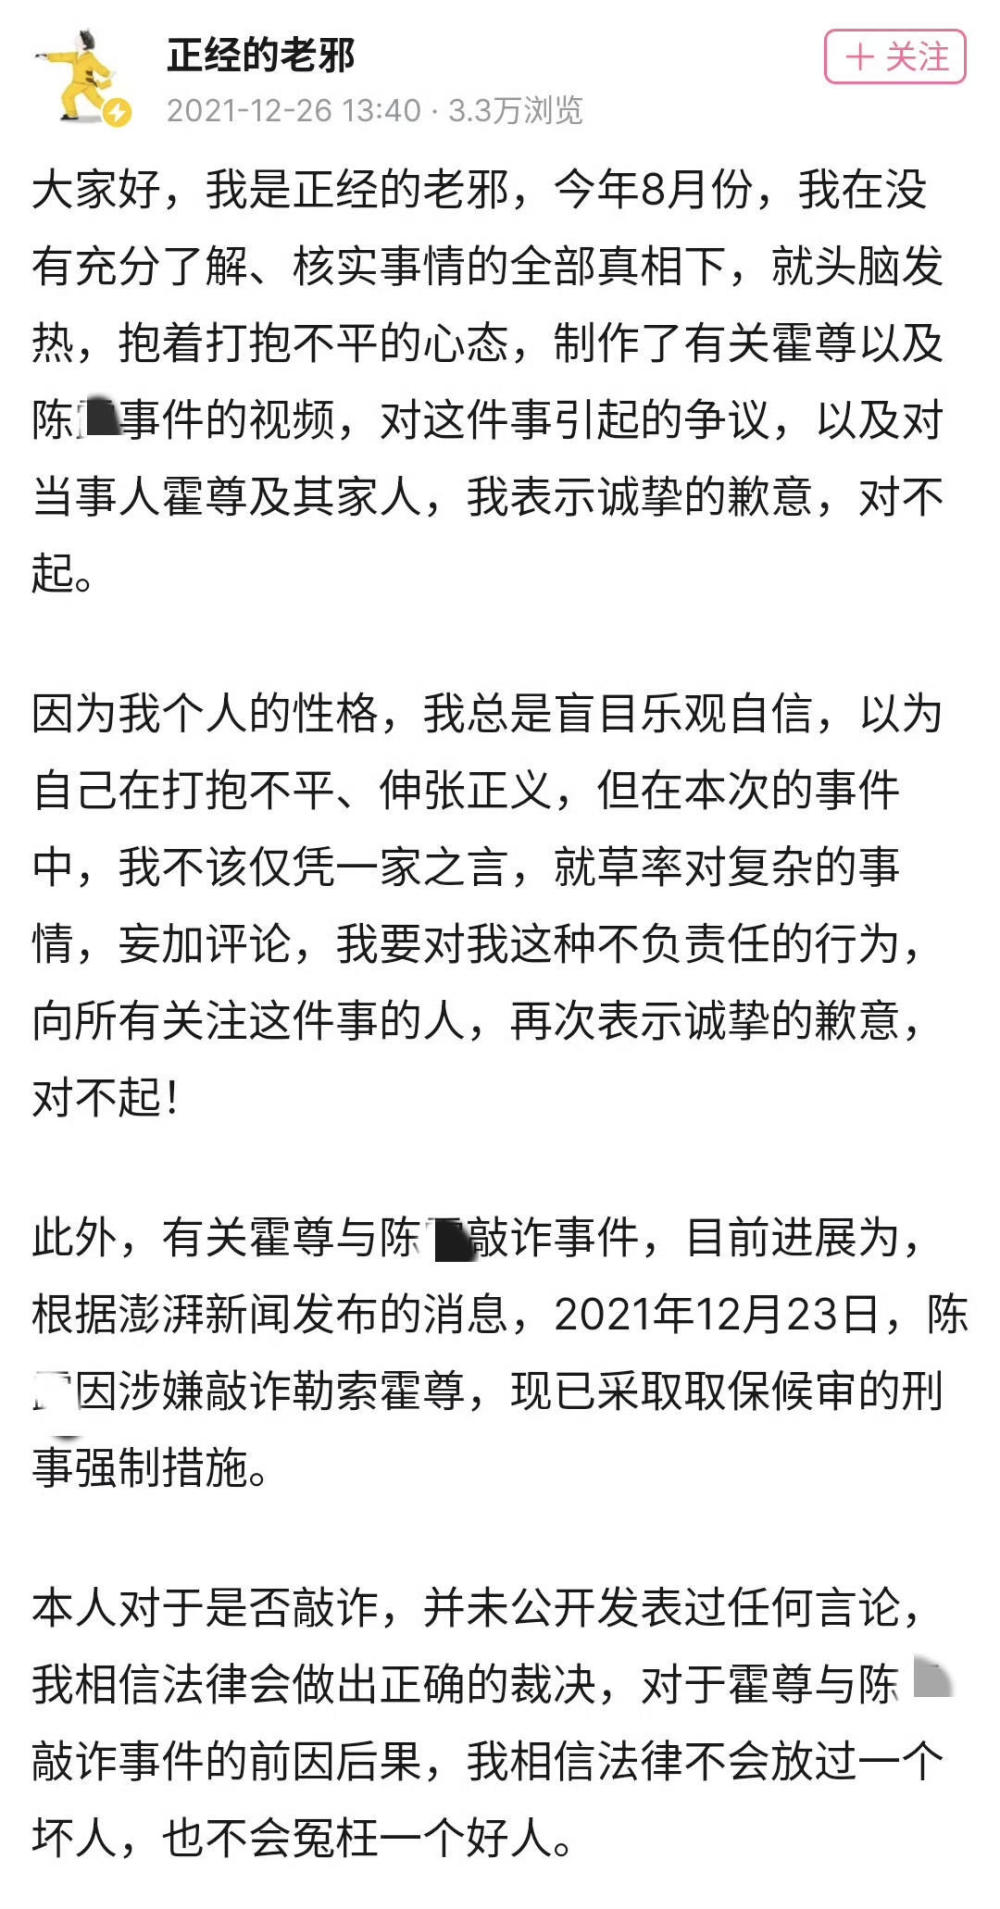 正经的老邪
＋关注
2021-12-26 13:40 · 3.3万浏览
大家好，我是正经的老邪，今年8月份，我在没
有充分了解、核实事情的全部真相下，就头脑发
热，抱着打抱不平的心态，制作了有关霍尊以及
陈事件的视频，对这件事引起的争议，以及对
当事人霍尊及其家人，我表示诚挚的歉意，对不
起。
因为我个人的性格，我总是盲目乐观自信，以为
自己在打抱不平、伸张正义，但在本次的事件
中，我不该仅凭一家之言，就草率对复杂的事
情，妄加评论，我要对我这种不负责任的行为，
向所有关注这件事的人，再次表示诚挚的歉意，
对不起！
此外，有关霍尊与陈敲诈事件，目前进展为，
根据澎湃新闻发布的消息，2021年12月23日，陈
因涉嫌敲诈勒索霍尊，现已采取取保候审的刑
事强制措施。
本人对于是否敲诈，并未公开发表过任何言论，
我相信法律会做出正确的裁决，对于霍尊与陈
敲诈事件的前因后果，我相信法律不会放过一个
坏人，也不会冤枉一个好人。